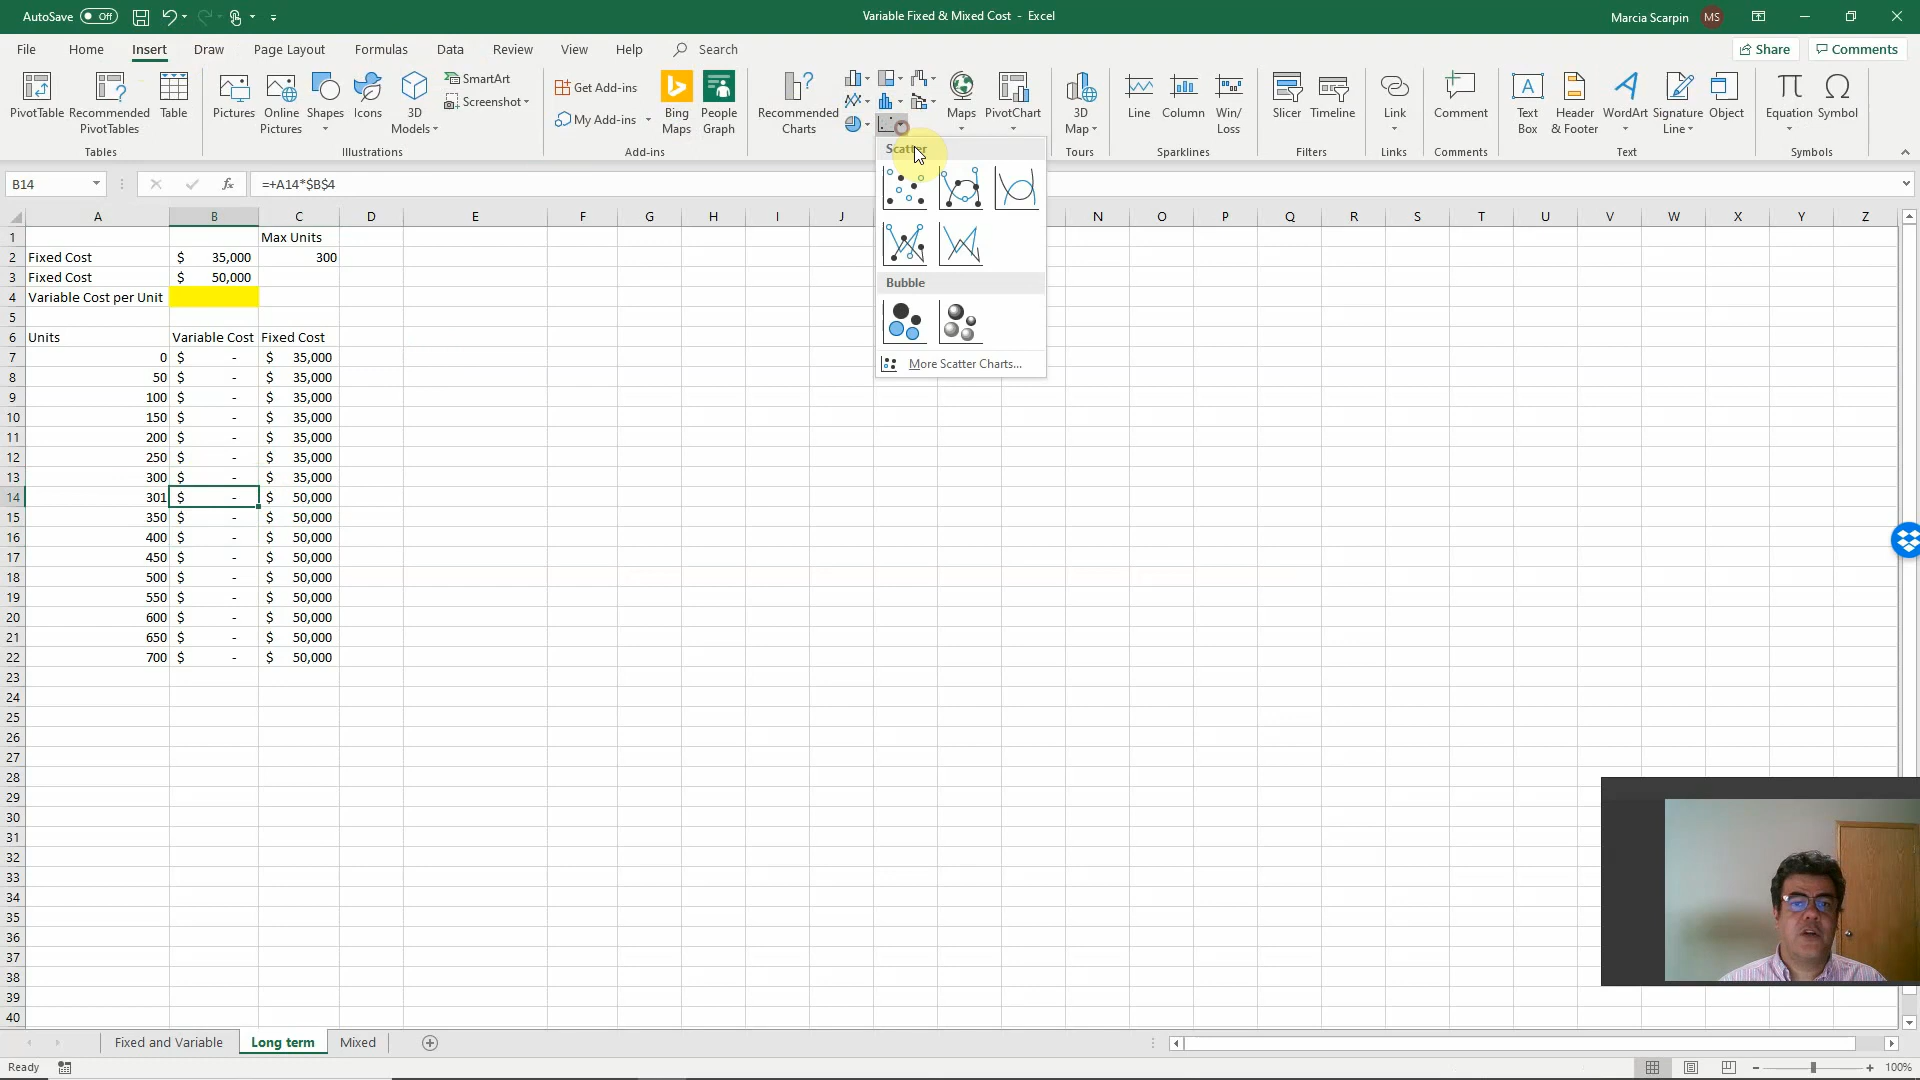 AutoSave Off
Variable Fixed & Mixed Cost - Excel
Marcia Scarpin MS
File Home Insert Draw Page Layout Formulas Data Review View Help Search
Share Comments
PivotTable
Recommended PivotTables
Table
Tables
Pictures
Online Pictures
Shapes
Icons
3D Models
SmartArt
Screenshot
Illustrations
Get Add-ins
My Add-ins
Bing Maps
People Graph
Add-ins
Recommended Charts
Maps
PivotChart
3D Map
Tours
Line
Column
Win/ Loss
Sparklines
Slicer
Timeline
Filters
Link
Links
Comment
Comments
Text Box
Header & Footer
WordArt
Signature Line
Object
Text
Equation
Symbol
Symbols
Scatter
Bubble
More Scatter Charts...
B14 fx =+A14*$B$4
A B C D E F G H I J N O P Q R S T U V W X Y Z
1 Max Units
2 Fixed Cost $ 35,000 300
3 Fixed Cost $ 50,000
4 Variable Cost per Unit
5
6 Units Variable Cost Fixed Cost
7 0 $ - $ 35,000
8 50 $ - $ 35,000
9 100 $ - $ 35,000
10 150 $ - $ 35,000
11 200 $ - $ 35,000
12 250 $ - $ 35,000
13 300 $ - $ 35,000
14 301 $ - $ 50,000
15 350 $ - $ 50,000
16 400 $ - $ 50,000
17 450 $ - $ 50,000
18 500 $ - $ 50,000
19 550 $ - $ 50,000
20 600 $ - $ 50,000
21 650 $ - $ 50,000
22 700 $ - $ 50,000
23
24
25
26
27
28
29
30
31
32
33
34
35
36
37
38
39
40
Fixed and Variable Long term Mixed
Ready 100%